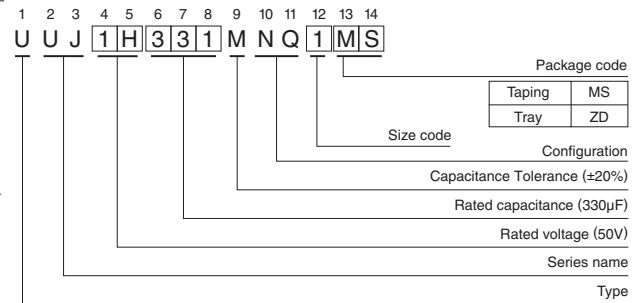 1 2 3 4 5 6 7 8 9 10 11 12 13 14
U U J 1 H 3 3 1 M N Q 1 M S
Package code
Taping MS
Tray ZD
Size code
Configuration
Capacitance Tolerance (±20%)
Rated capacitance (330µF)
Rated voltage (50V)
Series name
Type